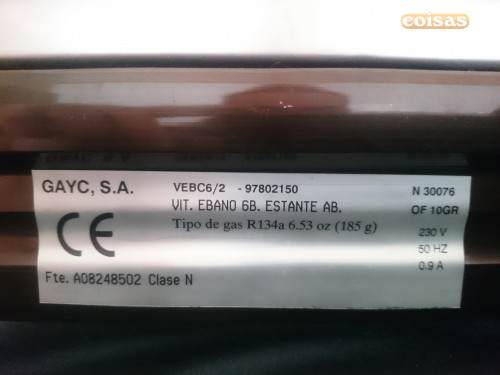 eoisas
GAYC, S.A.
VEBC6/2 -97802150
N 30076
VIT. EBANO 6B. ESTANTE AB.
OF 10GR
Tipo de gas R134a 6.53 oz (185 g)
230 V
50 HZ
CE
0.9 A
Fte. A08248502 Clase N